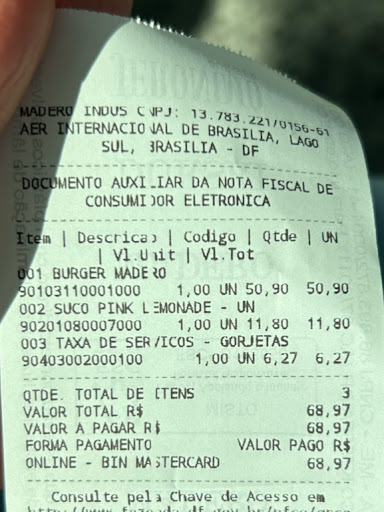 MADERO INDUS CNPJ: 13.783.221/0156-61
AER INTERNACIONAL DE BRASILIA, LAGO
SUL, BRASILIA - DF
DOCUMENTO AUXILIAR DA NOTA FISCAL DE
CONSUMIDOR ELETRONICA
Item | Descricao | Codigo | Qtde | UN
| Vl.Unit | Vl.Tot
001 BURGER MADERO
90103110001000 1,00 UN 50,90 50,90
002 SUCO PINK LEMONADE - UN
90201080007000 1,00 UN 11,80 11,80
003 TAXA DE SERVICOS - GORJETAS
90403002000100 1,00 UN 6,27 6,27
QTDE. TOTAL DE ITENS 3
VALOR TOTAL R$ 68,97
VALOR A PAGAR R$ 68,97
FORMA PAGAMENTO VALOR PAGO R$
ONLINE - BIN MASTERCARD 68,97
Consulte pela Chave de Acesso em